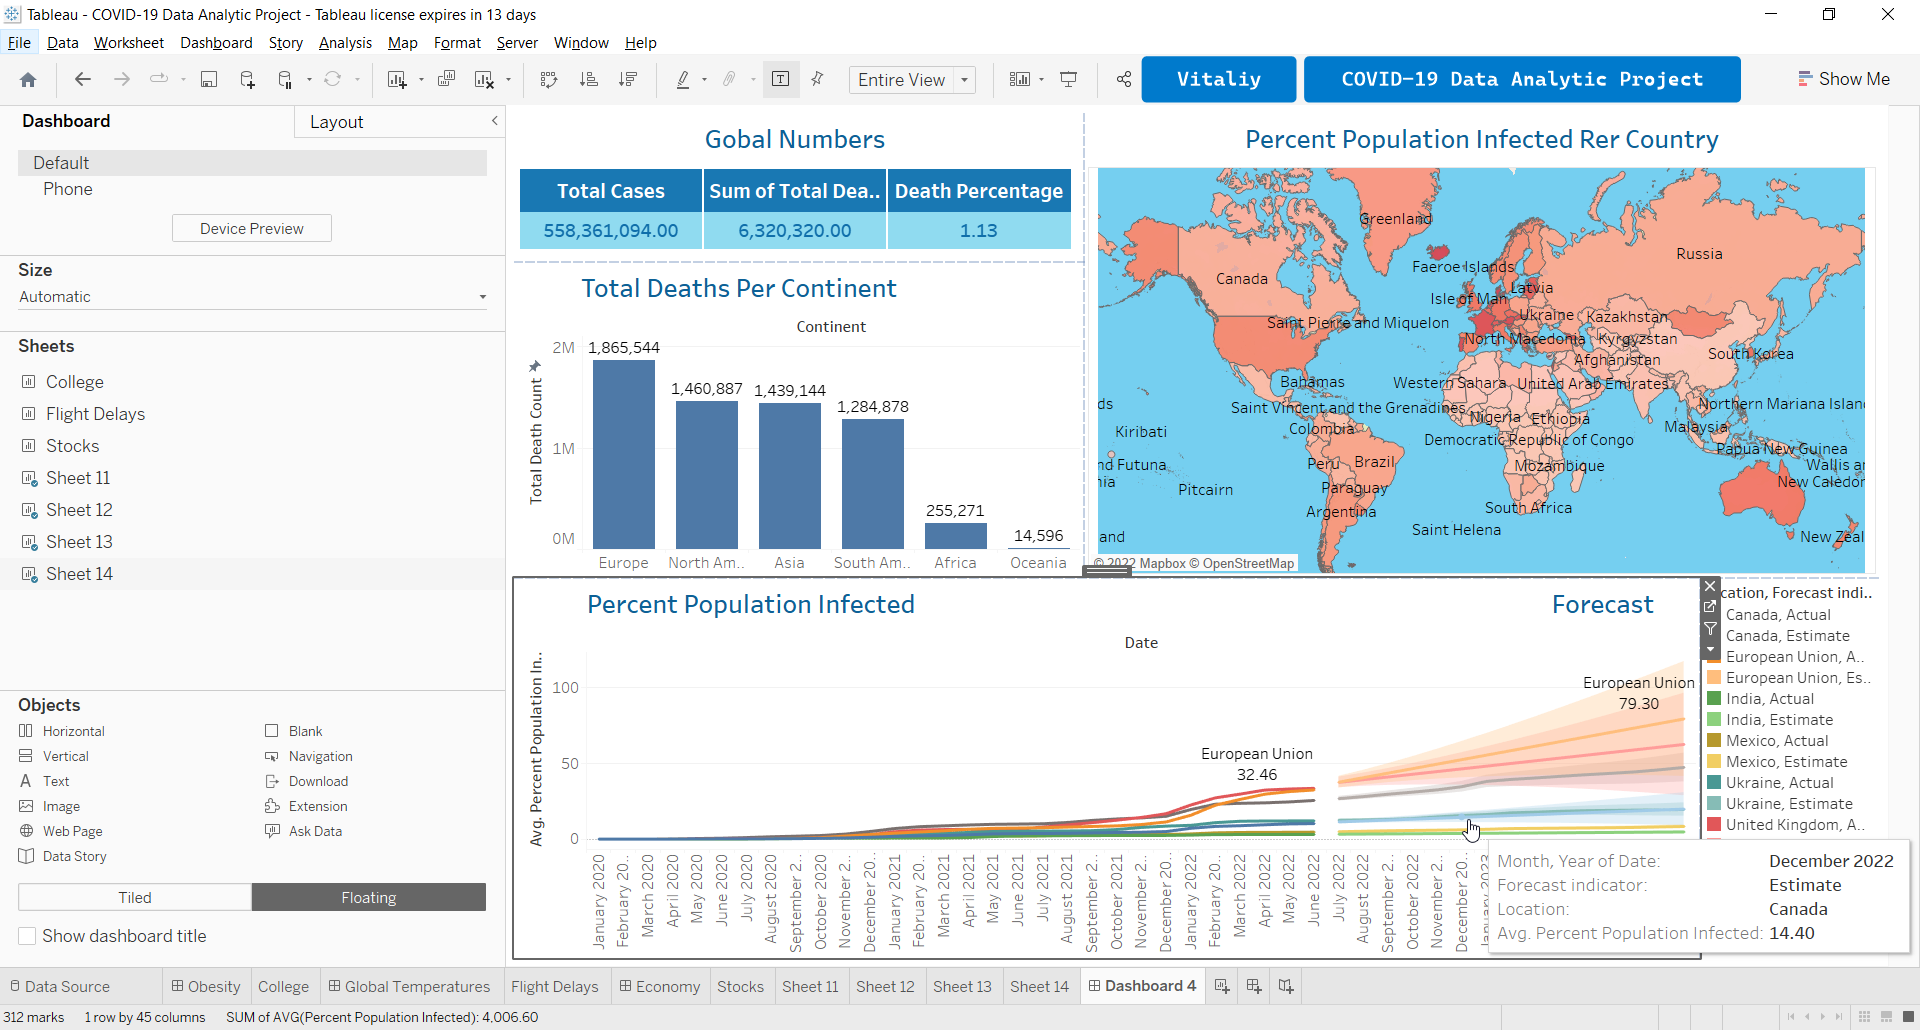 Tableau - COVID-19 Data Analytic Project - Tableau license expires in 13 days
File Data Worksheet Dashboard Story Analysis Map Format Server Window Help
Entire View
Vitaliy
COVID-19 Data Analytic Project
Show Me
Dashboard
Layout
Default
Phone
Device Preview
Size
Automatic
Sheets
College
Flight Delays
Stocks
Sheet 11
Sheet 12
Sheet 13
Sheet 14
Objects
Horizontal
Blank
Vertical
Navigation
Text
Download
Image
Extension
Web Page
Ask Data
Data Story
Tiled
Floating
Show dashboard title
Gobal Numbers
Total Cases Sum of Total Dea.. Death Percentage
558,361,094.00 6,320,320.00 1.13
Total Deaths Per Continent
Continent
Total Death Count
2M
1M
0M
1,865,544
1,460,887
1,439,144
1,284,878
255,271
14,596
Europe North Am.. Asia South Am.. Africa Oceania
Percent Population Infected Rer Country
Greenland
Russia
Faeroe Islands
Canada
Latvia
Isle of Man
Ukraine
Kazakhstan
Saint Pierre and Miquelon
North Macedonia
Kyrgyzstan
South Korea
Afghanistan
Bahamas
Western Sahara
United Arab Emirates
ds
Saint Vincent and the Grenadines
Northern Mariana Islan
Nigeria
Ethiopia
Colombia
Malaysia
Kiribati
Democratic Republic of Congo
Papua New Guinea
nd Futuna
Peru
Brazil
Mozambique
Wallis ar
nia
Pitcairn
Paraguay
New Caledor
Argentina
South Africa
Saint Helena
and
New Zeal
© 2022 Mapbox © OpenStreetMap
Percent Population Infected
Forecast
Date
Avg. Percent Population In..
100
50
0
European Union
32.46
European Union
79.30
January 2020
February 20..
March 2020
April 2020
May 2020
June 2020
July 2020
August 2020
September 2..
October 2020
November 2..
December 20..
January 2021
February 20..
March 2021
April 2021
May 2021
June 2021
July 2021
August 2021
September 2..
October 2021
November 2..
December 20..
January 2022
February 20..
March 2022
April 2022
May 2022
June 2022
July 2022
August 2022
September 2..
October 2022
November 2..
December 20..
January 2023
cation, Forecast indi..
Canada, Actual
Canada, Estimate
European Union, A..
European Union, Es..
India, Actual
India, Estimate
Mexico, Actual
Mexico, Estimate
Ukraine, Actual
Ukraine, Estimate
United Kingdom, A..
Month, Year of Date: December 2022
Forecast indicator: Estimate
Location: Canada
Avg. Percent Population Infected: 14.40
Data Source Obesity College Global Temperatures Flight Delays Economy Stocks Sheet 11 Sheet 12 Sheet 13 Sheet 14 Dashboard 4
312 marks 1 row by 45 columns SUM of AVG(Percent Population Infected): 4,006.60